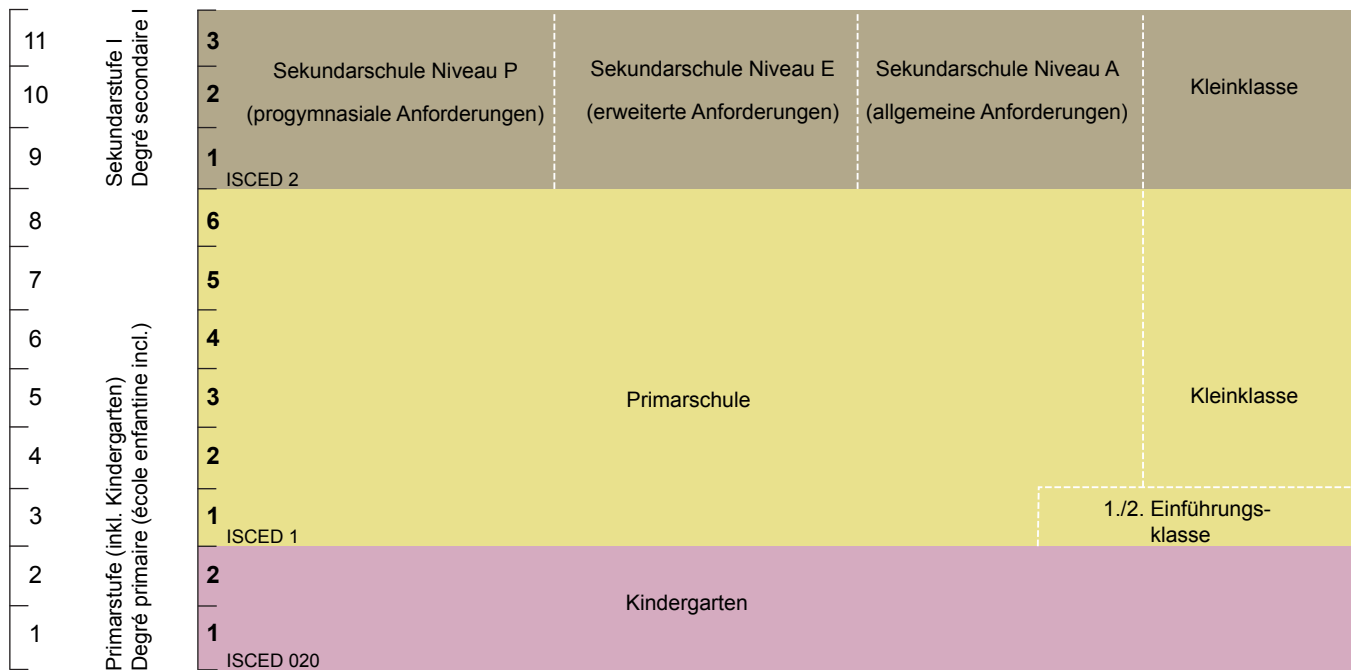 11
10
9
8
7
6
5
4
3
2
1
Sekundarstufe I
Degré secondaire I
Primarstufe (inkl. Kindergarten)
Degré primaire (école enfantine incl.)
3
2
1
ISCED 2
Sekundarschule Niveau P
(progymnasiale Anforderungen)
Sekundarschule Niveau E
(erweiterte Anforderungen)
Sekundarschule Niveau A
(allgemeine Anforderungen)
Kleinklasse
6
5
4
3
2
1
ISCED 1
Primarschule
Kleinklasse
1./2. Einführungs-
klasse
2
1
ISCED 020
Kindergarten